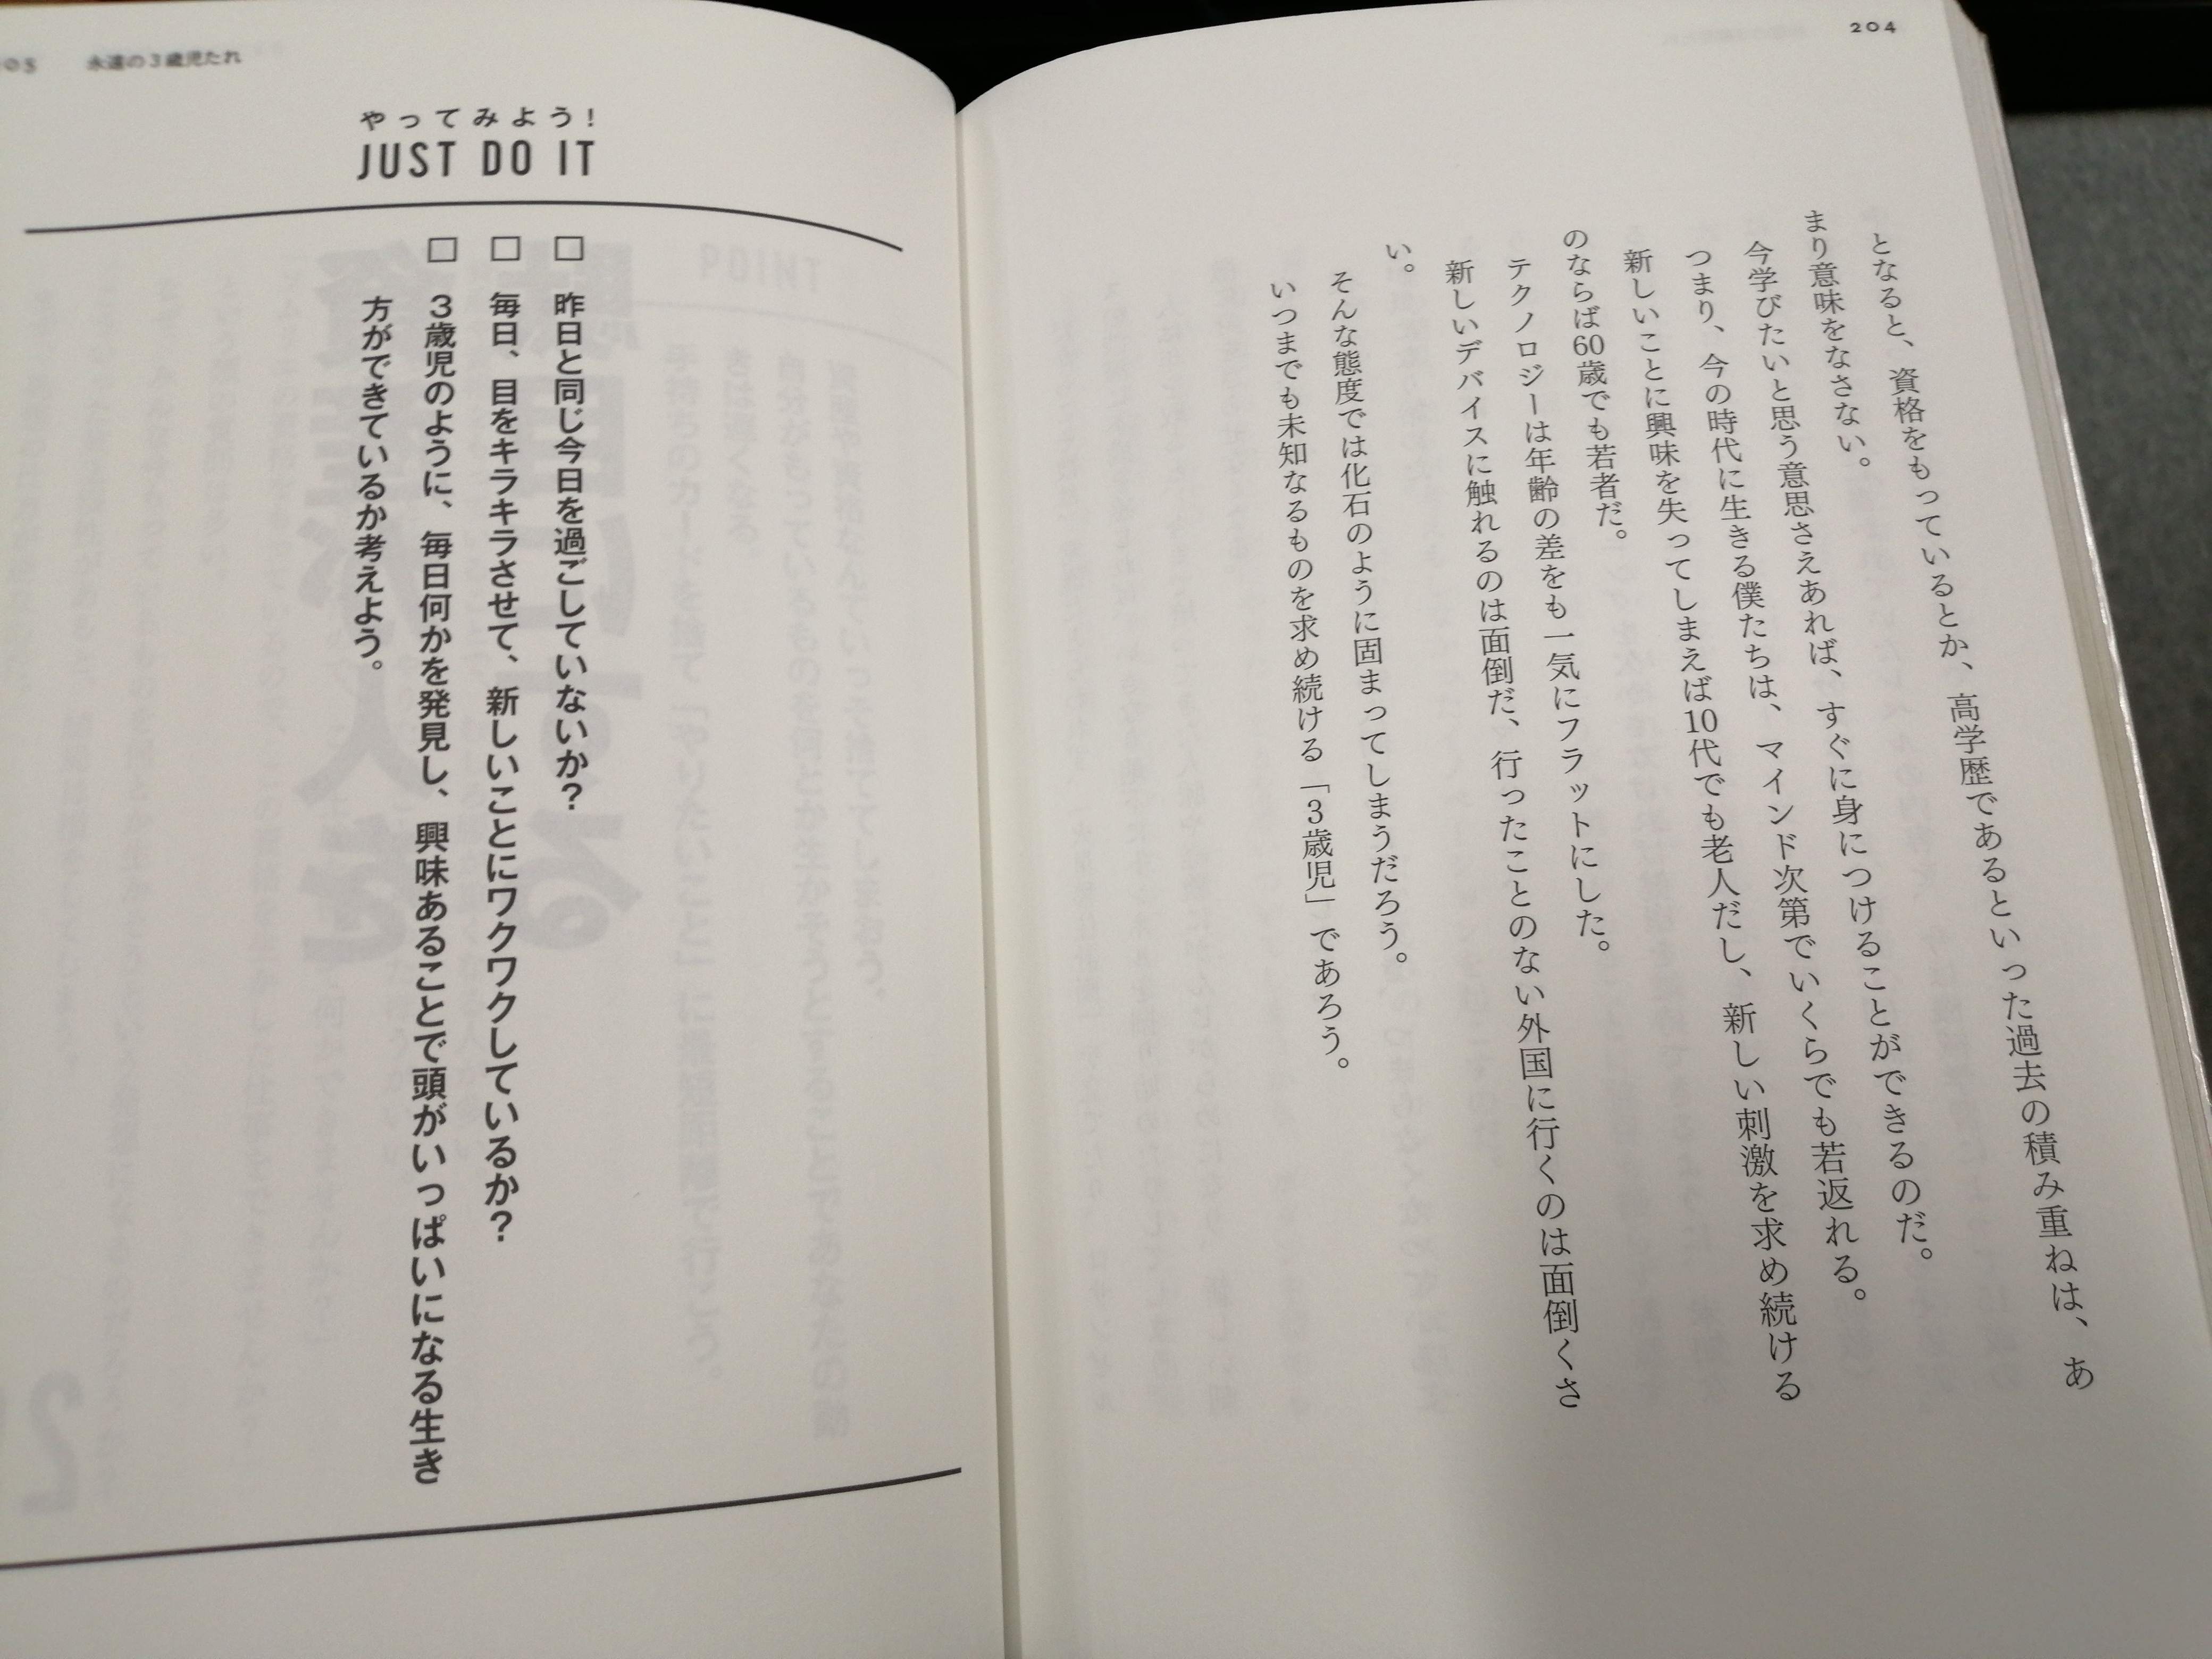 204
となると、資格をもっているとか、高学歴であるといった過去の積み重ねは、あ
まり意味をなさない。
今学びたいと思う意思さえあれば、すぐに身につけることができるのだ。
つまり、今の時代に生きる僕たちは、マインド次第でいくらでも若返れる。
新しいことに興味を失ってしまえば10代でも老人だし、新しい刺激を求め続ける
のならば60歳でも若者だ。
テクノロジーは年齢の差をも一気にフラットにした。
新しいデバイスに触れるのは面倒だ、行ったことのない外国に行くのは面倒くさ
い。
そんな態度では化石のように固まってしまうだろう。
いつまでも未知なるものを求め続ける「3歳児」であろう。
05 永遠の3歳児たれ
やってみよう!
JUST DO IT
□ 昨日と同じ今日を過ごしていないか?
□ 毎日、目をキラキラさせて、新しいことにワクワクしているか?
□ 3歳児のように、毎日何かを発見し、興味あることで頭がいっぱいになる生き
方ができているか考えよう。